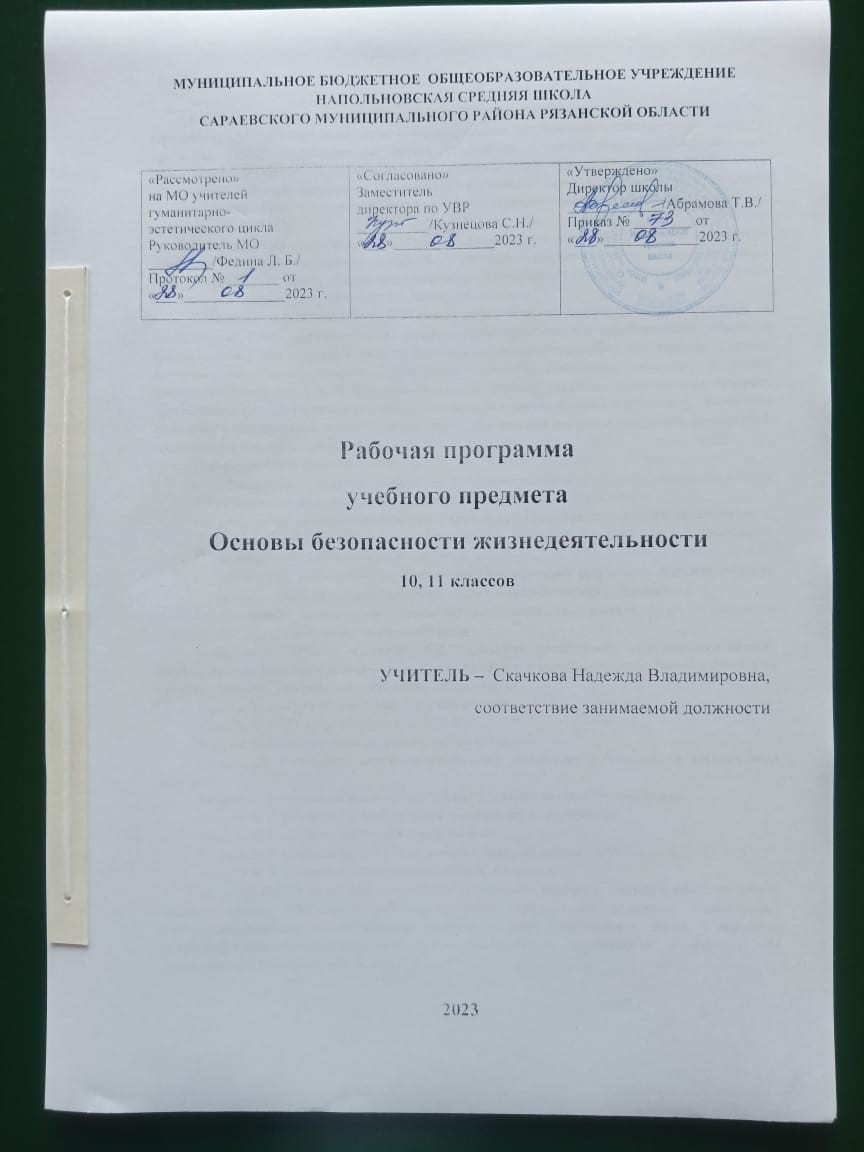 МУНИЦИПАЛЬНОЕ БЮДЖЕТНОЕ ОБЩЕОБРАЗОВАТЕЛЬНОЕ УЧРЕЖДЕНИЕ
НАПОЛЬНОВСКАЯ СРЕДНЯЯ ШКОЛА
САРАЕВСКОГО МУНИЦИПАЛЬНОГО РАЙОНА РЯЗАНСКОЙ ОБЛАСТИ
«Рассмотрено»
на МО учителей
гуманитарно-
эстетического цикла
Руководитель МО
/Федина Л. Б./
Протокол № 1 от
«28» 08 2023 г.
«Согласовано»
Заместитель
директора по УВР
/Кузнецова С.Н./
«28» 08 2023 г.
«Утверждено»
Директор школы
/Абрамова Т.В./
Приказ № 73 от
«28» 08 2023 г.
Рабочая программа
учебного предмета
Основы безопасности жизнедеятельности
10, 11 классов
УЧИТЕЛЬ – Скачкова Надежда Владимировна,
соответствие занимаемой должности
2023